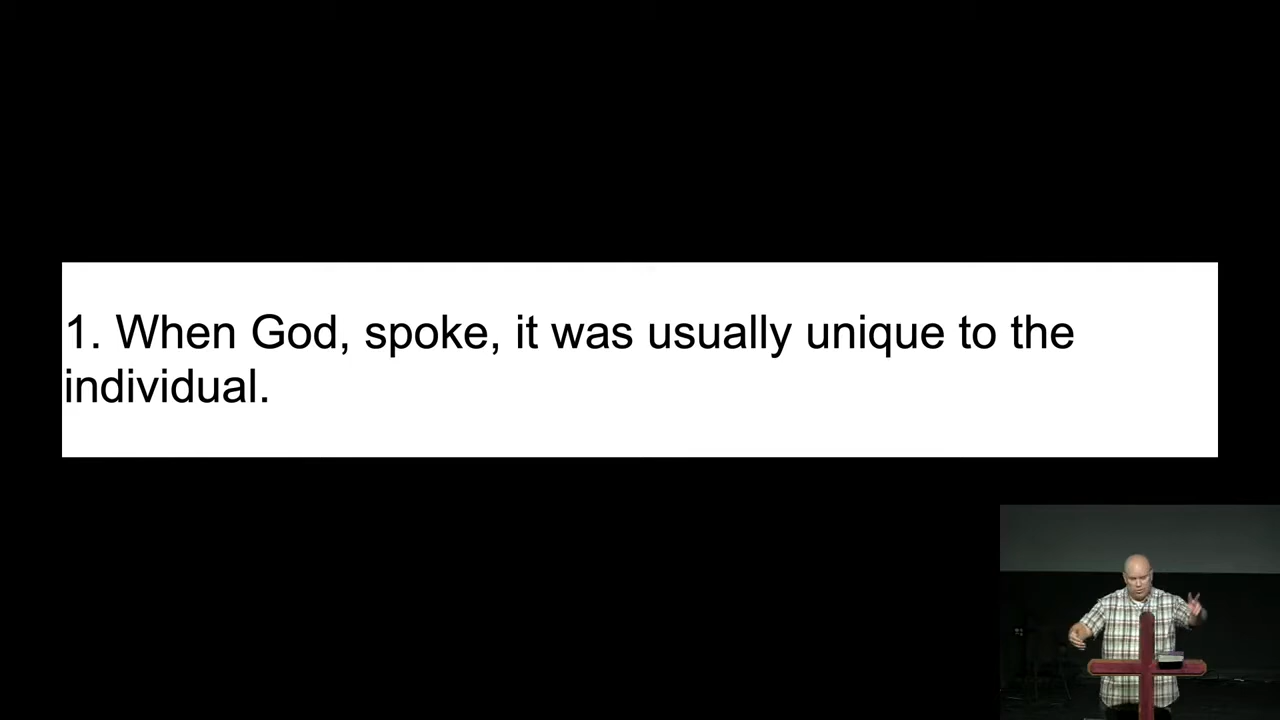 1. When God, spoke, it was usually unique to the
individual.